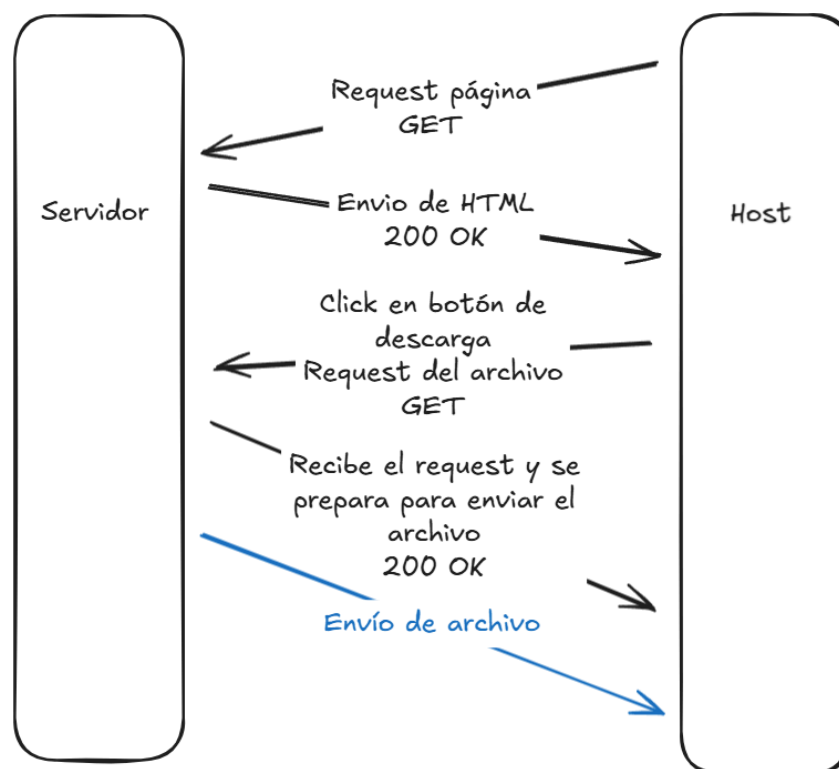 Request página
GET
Servidor
Envio de HTML
200 OK
Host
Click en botón de
descarga
Request del archivo
GET
Recibe el request y se
prepara para enviar el
archivo
200 OK
Envío de archivo